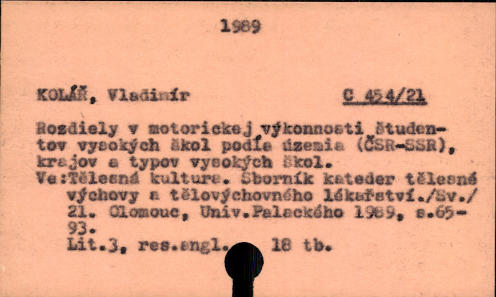 1989
KOLÁŘ, Vladimír C 454/21
Rozdiely v motorickej výkonnosti študen-
tov vysokých škol podľa územia (ČSR-SSR),
krajov a typov vysokých škol.
Ve:Tělesná kultura. Sborník kateder tělesné
výchovy a tělovýchovného lékařství./Sv./
21. Olomouc, Univ.Palackého 1989, s.65-
93.
Lit.3, res.angl. 18 tb.